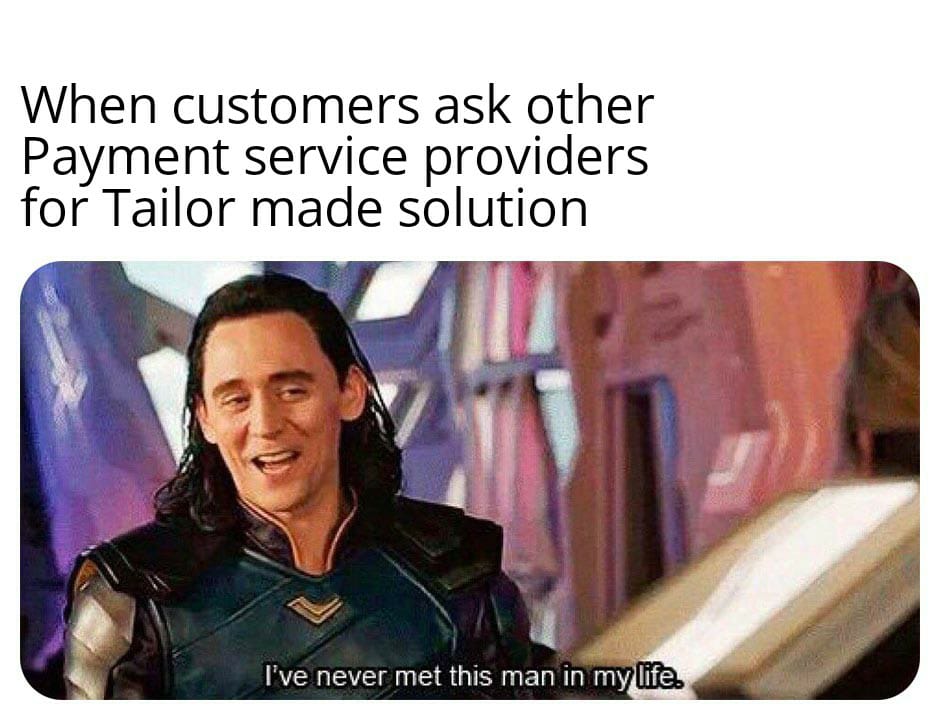 When customers ask other
Payment service providers
for Tailor made solution
I've never met this man in my life.